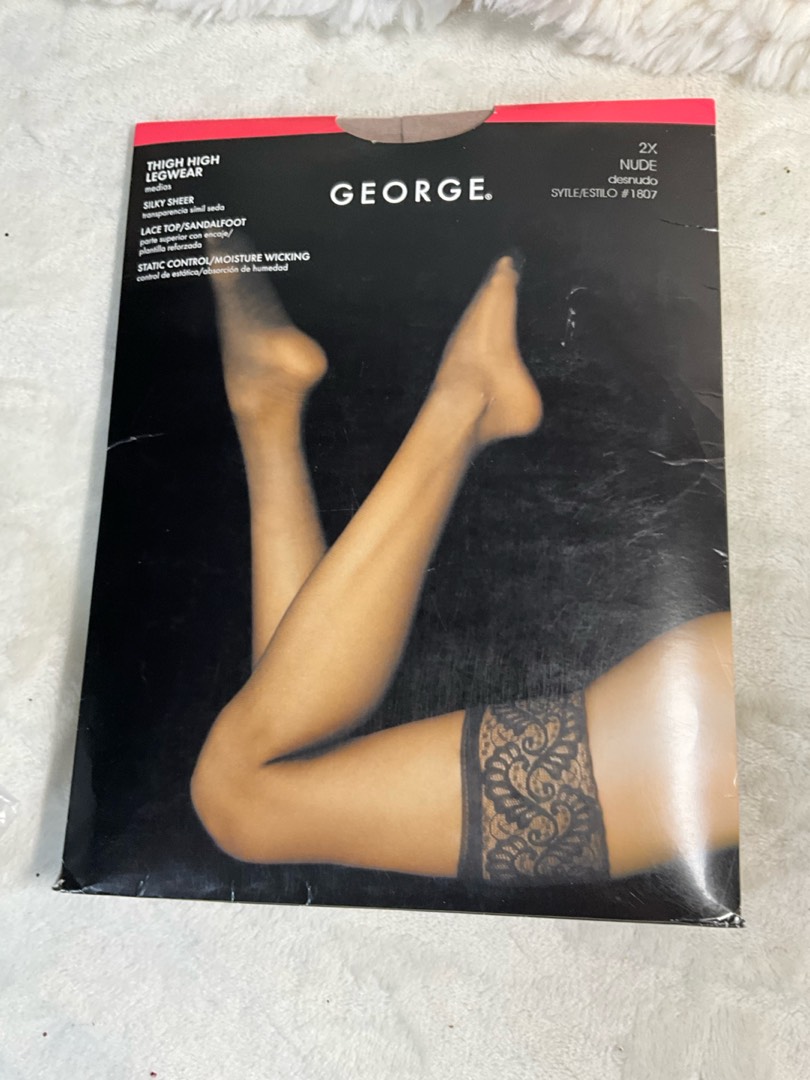 THIGH HIGH
LEGWEAR
medias
SILKY SHEER
transparencia símil seda
LACE TOP/SANDALFOOT
parte superior con encaje/
plantilla reforzada
STATIC CONTROL/MOISTURE WICKING
control de estática/absorción de humedad
GEORGE®
2X
NUDE
desnudo
SYTLE/ESTILO #1807